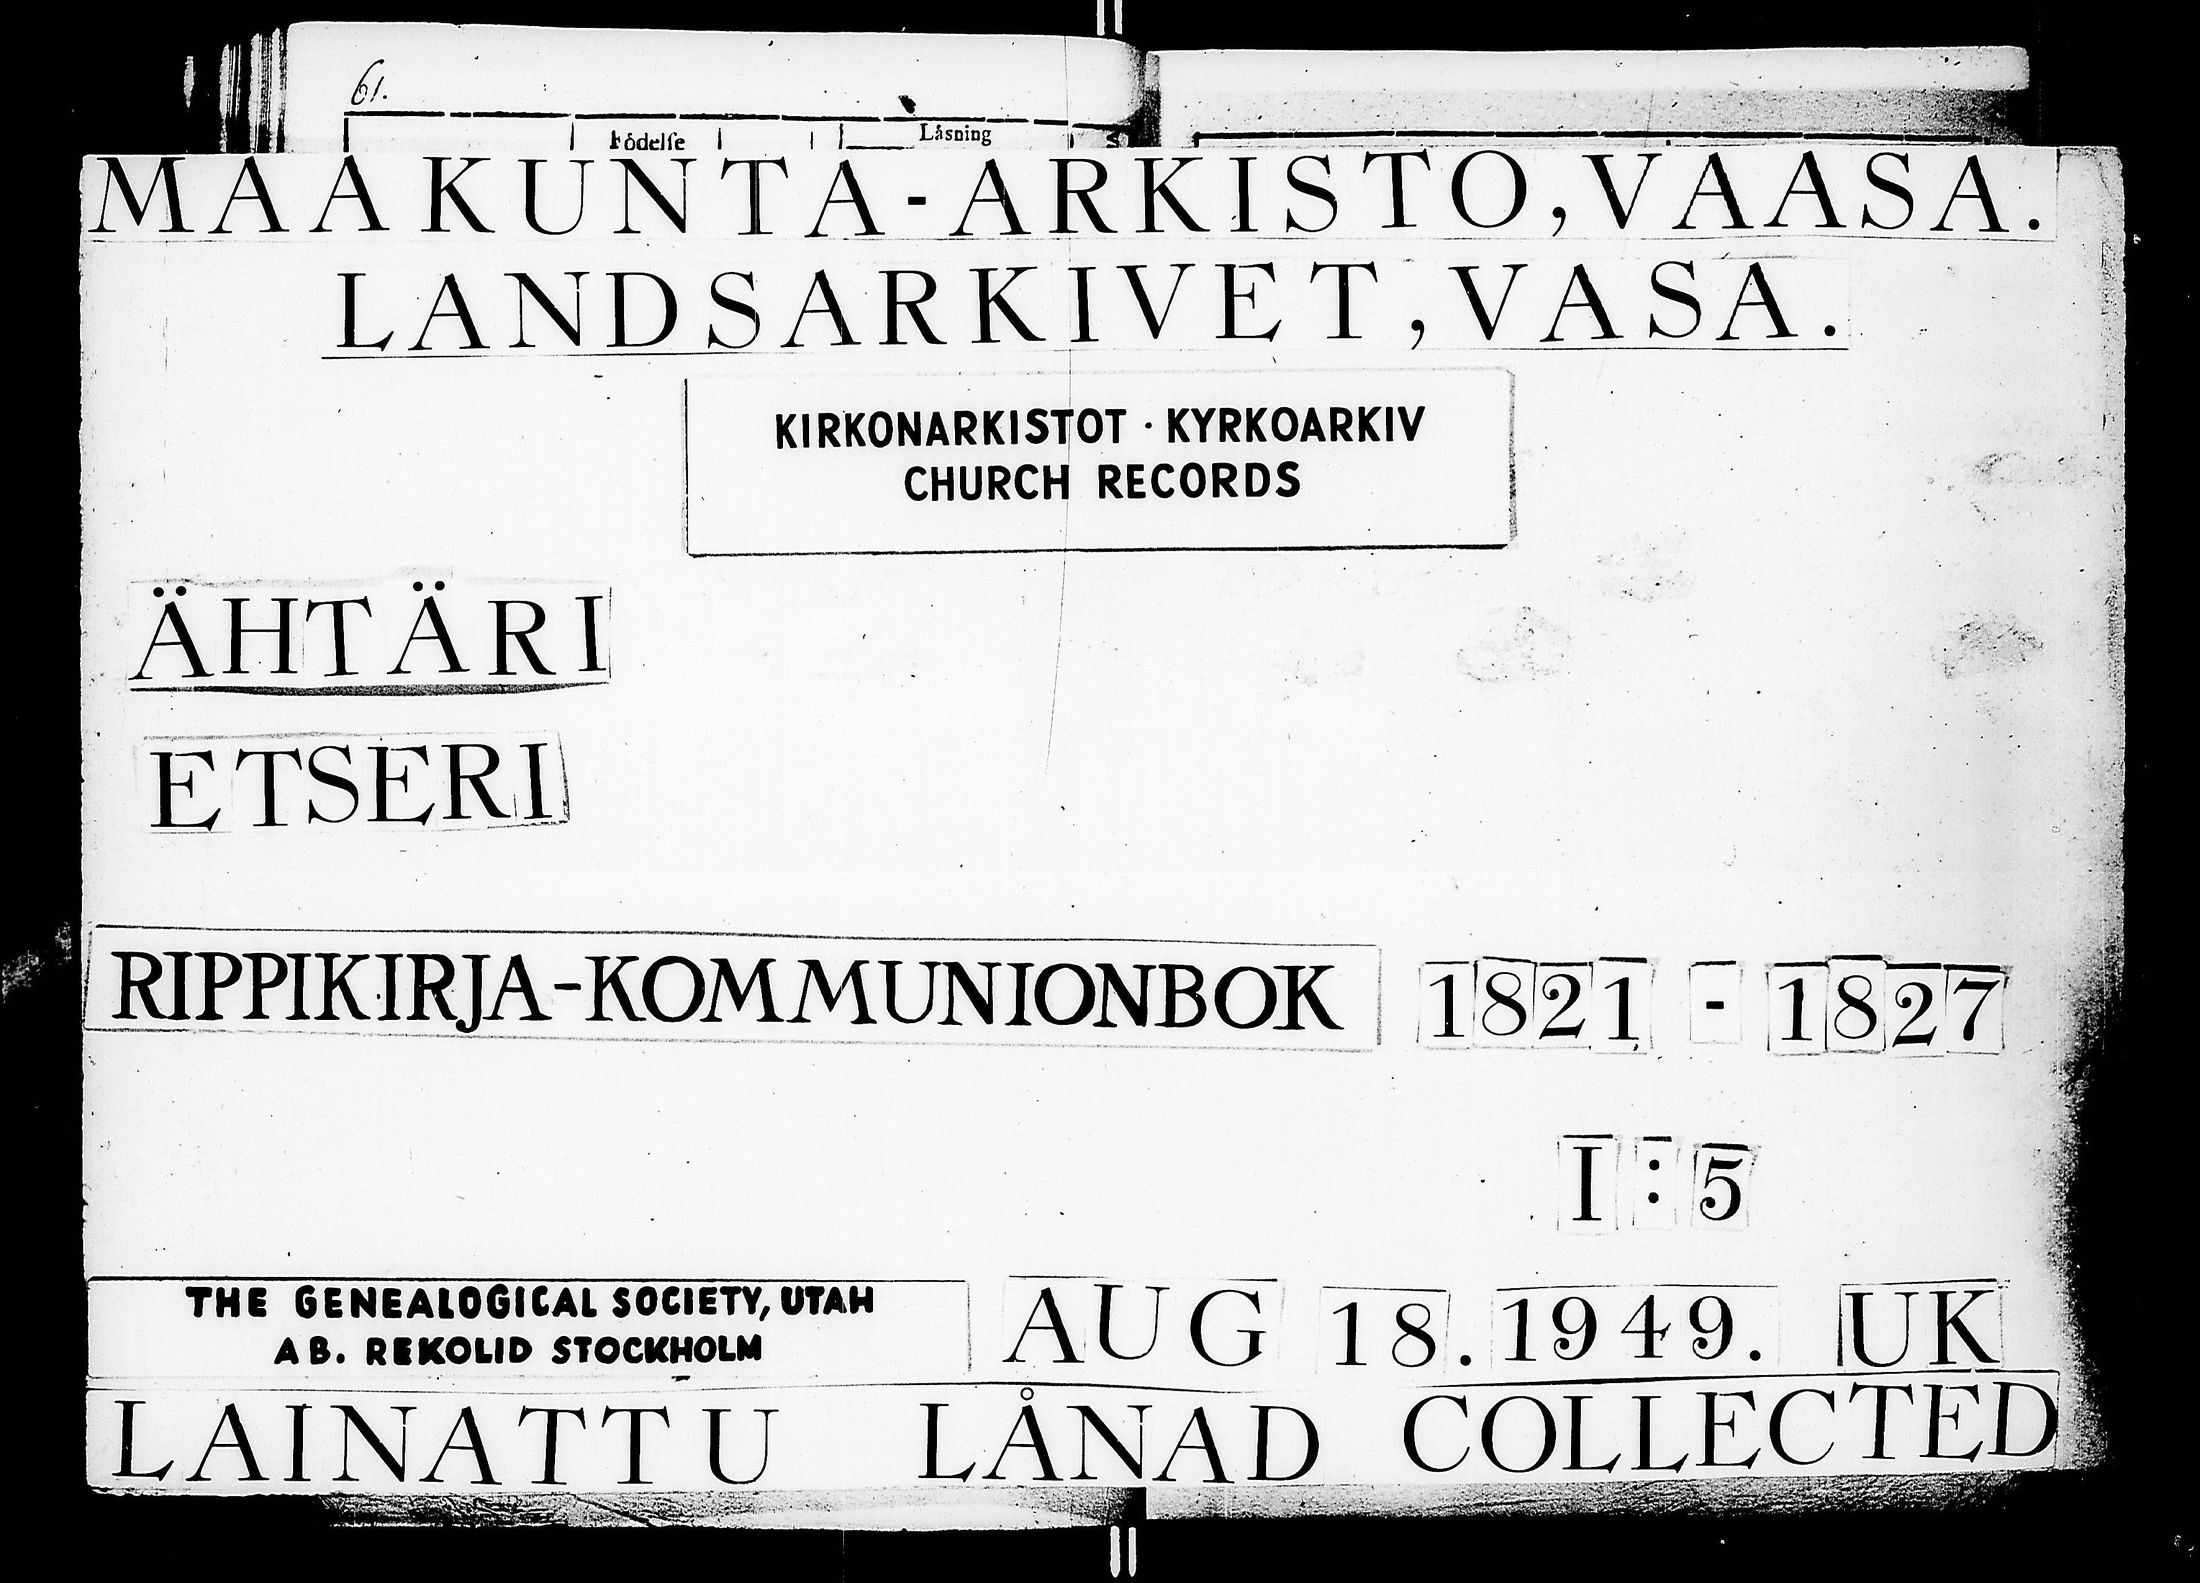 61.
Födelse Låsning
MAAKUNTA-ARKISTO, VAASA.
LANDSARKIVET, VASA.
KIRKONARKISTOT · KYRKOARKIV
CHURCH RECORDS
ÄHTÄRI
ETSERI
RIPPIKIRJA-KOMMUNIONBOK 1821 - 1827
I:5
THE GENEALOGICAL SOCIETY, UTAH
AB. REKOLID STOCKHOLM
AUG 18. 1949. UK
LAINATTU LÅNAD COLLECTED